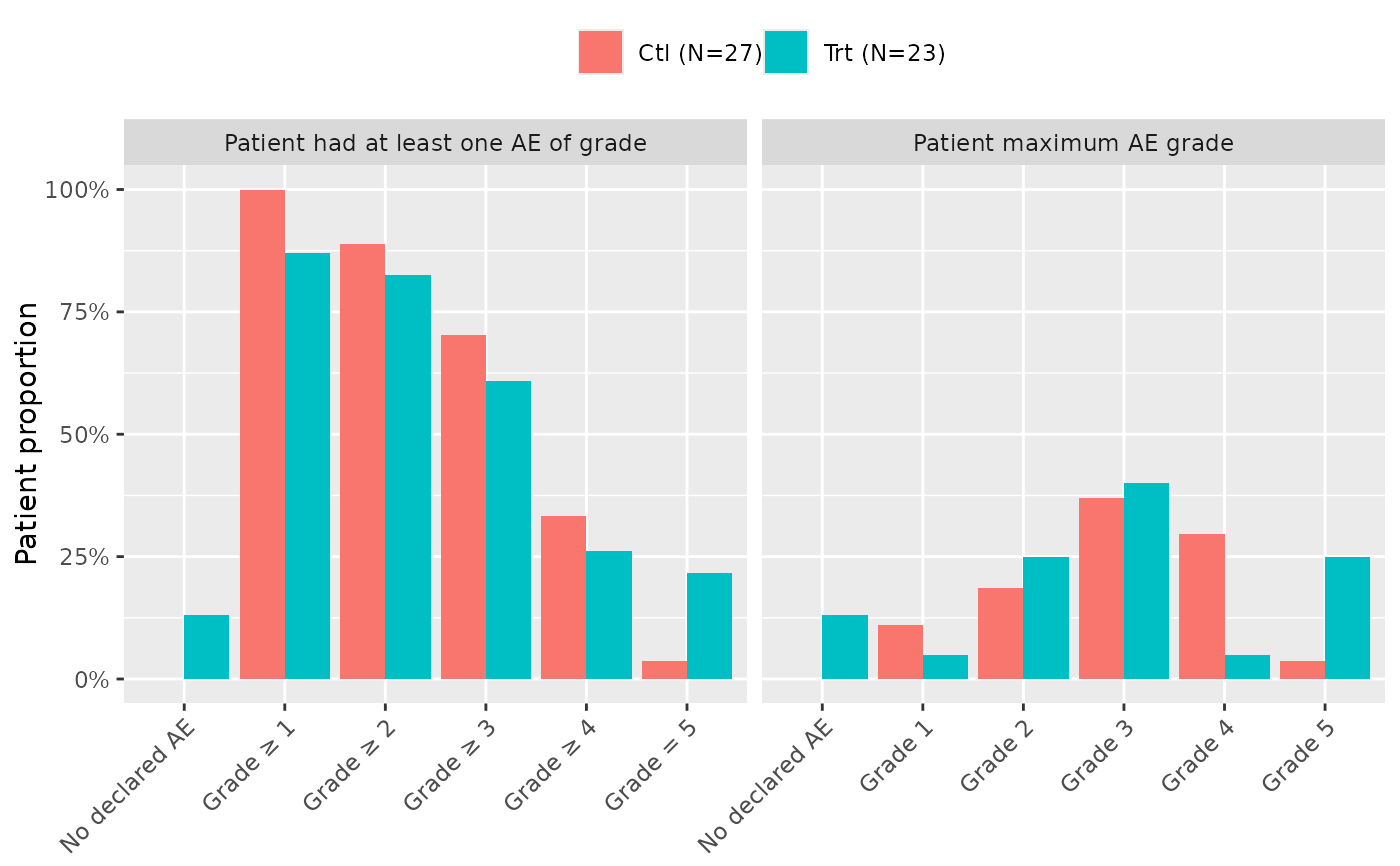 Ctl (N=27) Trt (N=23)
Patient had at least one AE of grade
Patient maximum AE grade
Patient proportion
100%
75%
50%
25%
0%
No declared AE
Grade ≥ 1
Grade ≥ 2
Grade ≥ 3
Grade ≥ 4
Grade = 5
No declared AE
Grade 1
Grade 2
Grade 3
Grade 4
Grade 5